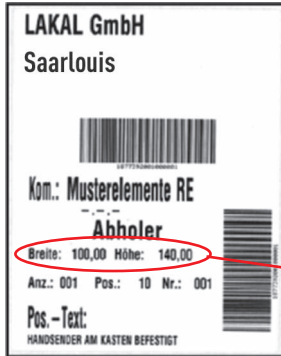 LAKAL GmbH
Saarlouis
Kom.: Musterelemente RE
-.-.-
Abholer
Breite: 100,00 Höhe: 140,00
Anz.: 001 Pos.: 10 Nr.: 001
Pos.-Text:
HANDSENDER AM KASTEN BEFESTIGT